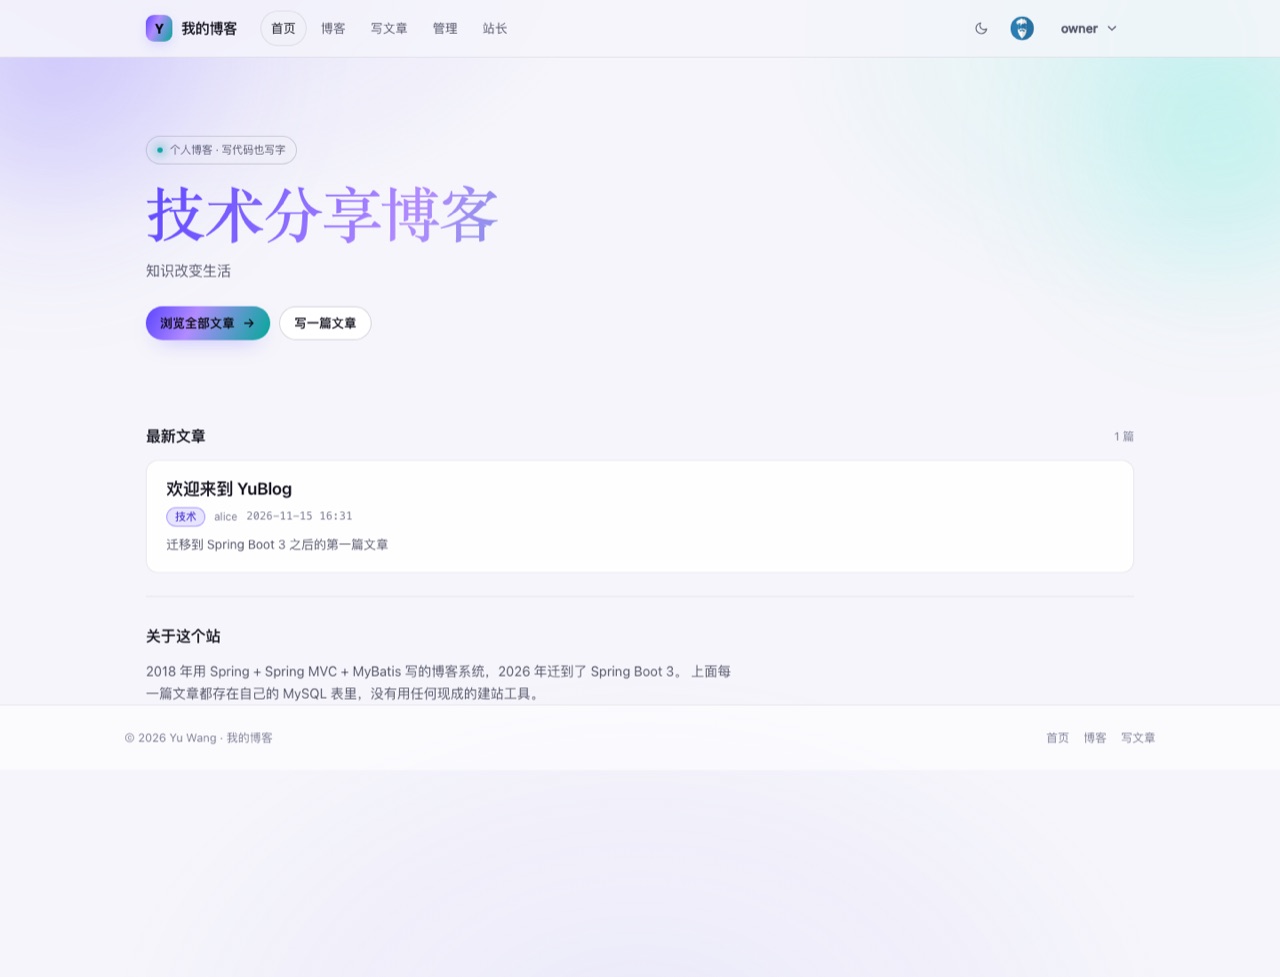 Y 我的博客 首页 博客 写文章 管理 站长 owner
个人博客 · 写代码也写字
技术分享博客
知识改变生活
浏览全部文章 → 写一篇文章
最新文章 1 篇
欢迎来到 YuBlog
技术 alice 2026-11-15 16:31
迁移到 Spring Boot 3 之后的第一篇文章
关于这个站
2018 年用 Spring + Spring MVC + MyBatis 写的博客系统，2026 年迁到了 Spring Boot 3。 上面每
一篇文章都存在自己的 MySQL 表里，没有用任何现成的建站工具。
© 2026 Yu Wang · 我的博客 首页 博客 写文章